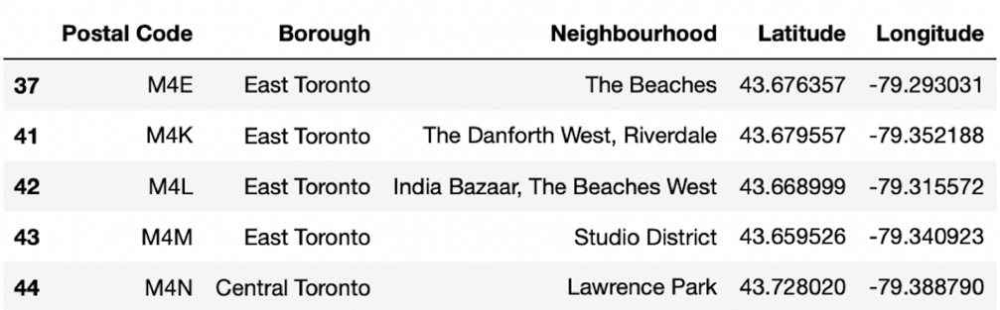 Postal Code Borough Neighbourhood Latitude Longitude
37 M4E East Toronto The Beaches 43.676357 -79.293031
41 M4K East Toronto The Danforth West, Riverdale 43.679557 -79.352188
42 M4L East Toronto India Bazaar, The Beaches West 43.668999 -79.315572
43 M4M East Toronto Studio District 43.659526 -79.340923
44 M4N Central Toronto Lawrence Park 43.728020 -79.388790